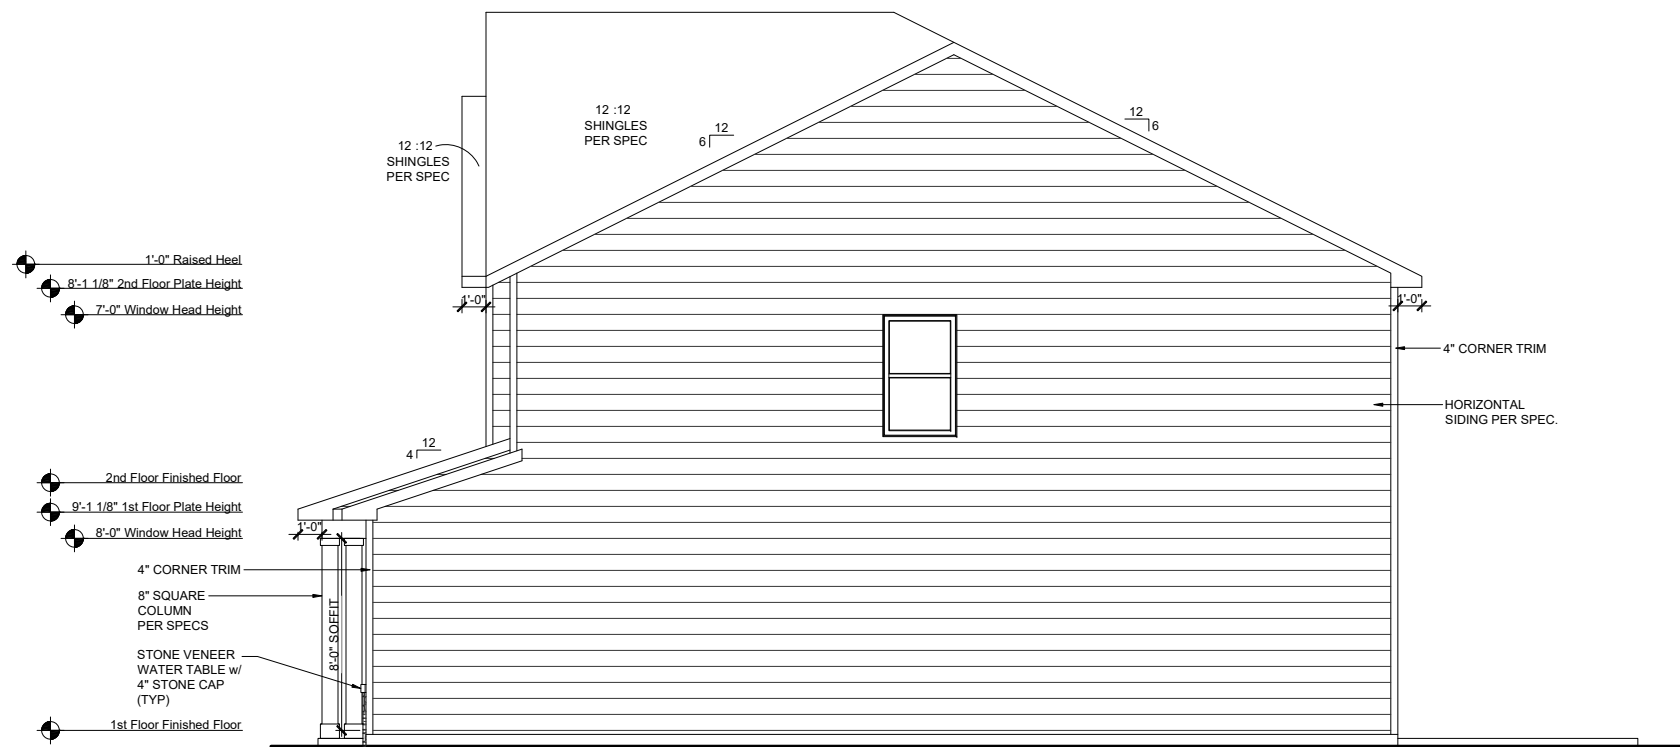 12 :12
SHINGLES
PER SPEC
12 :12
SHINGLES
PER SPEC
12
6
12
6
1'-0" Raised Heel
8'-1 1/8" 2nd Floor Plate Height
7'-0" Window Head Height
1'-0"
1'-0"
4" CORNER TRIM
HORIZONTAL
SIDING PER SPEC.
12
4
2nd Floor Finished Floor
9'-1 1/8" 1st Floor Plate Height
8'-0" Window Head Height
1'-0"
4" CORNER TRIM
8" SQUARE
COLUMN
PER SPECS
8'-0" SOFFIT
STONE VENEER
WATER TABLE w/
4" STONE CAP
(TYP)
1st Floor Finished Floor